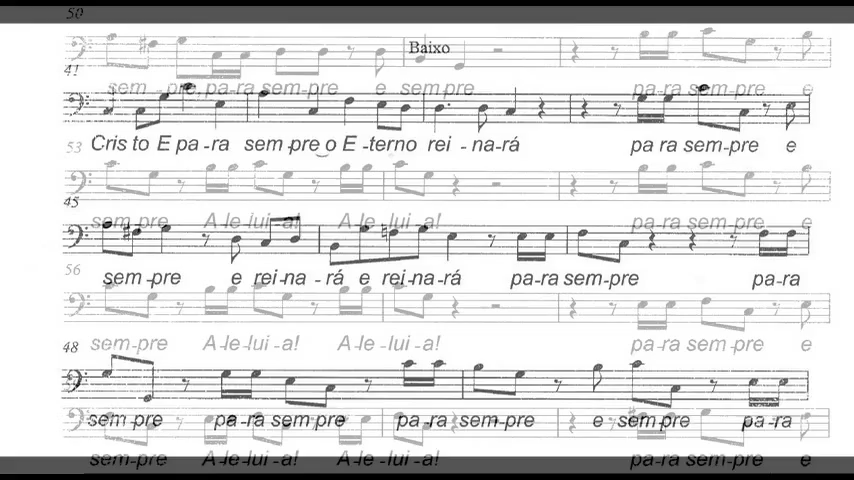 50
Baixo
sem-pre, pa-ra sem-pre e sem-pre pa-ra sem-pre e
41
Cris to E pa-ra sem-pre o E-terno rei-na-rá pa ra sem-pre e
53
sem-pre A-le-lui-a! A-le-lui-a! pa-ra sem-pre e
45
sem-pre e rei-na-rá e rei-na-rá pa-ra sem-pre pa-ra
56
sem-pre A-le-lui-a! A-le-lui-a! pa-ra sem-pre e
48
sem-pre pa-ra sem-pre pa-ra sem-pre e sem-pre pa-ra
sem-pre A-le-lui-a! A-le-lui-a! pa-ra sem-pre e